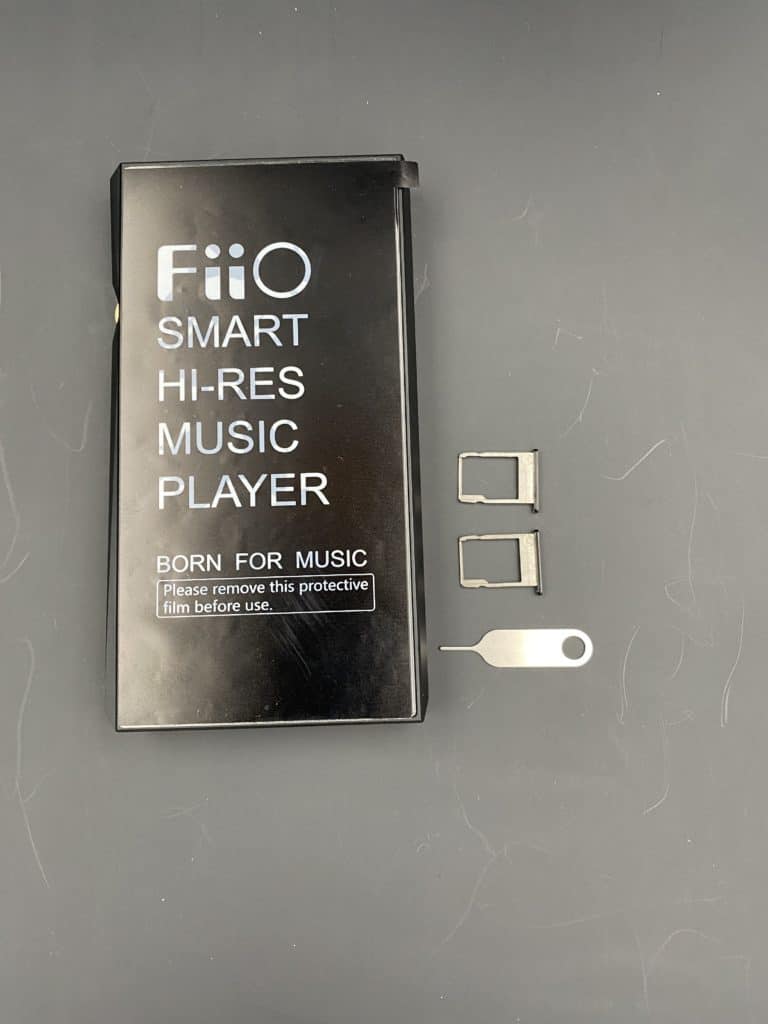 FiiO
SMART
HI-RES
MUSIC
PLAYER
BORN FOR MUSIC
Please remove this protective
film before use.